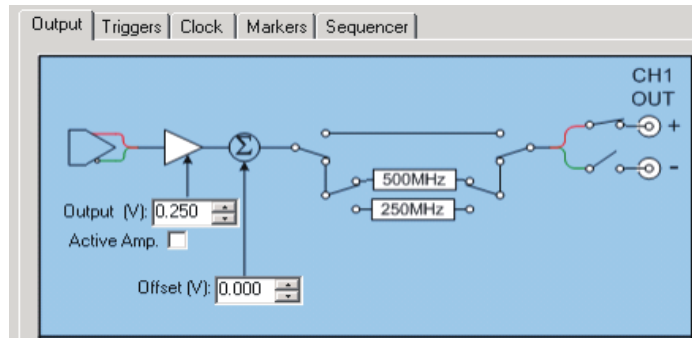 Output Triggers Clock Markers Sequencer
CH1
OUT
+
Σ
-
500MHz
250MHz
Output (V): 0.250
Active Amp.
Offset (V): 0.000